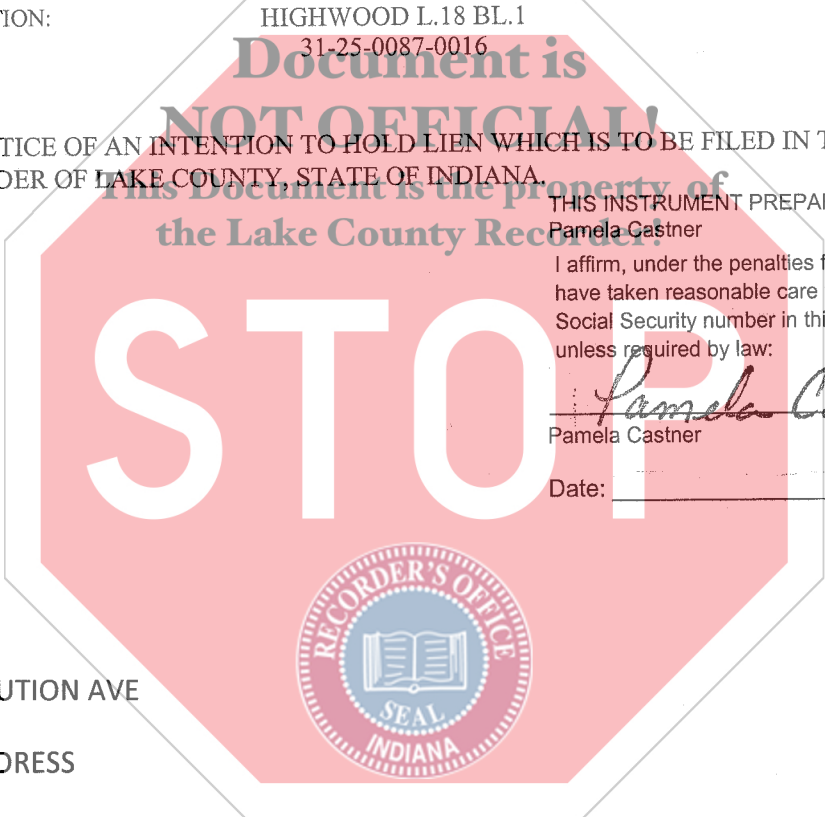 TION:
HIGHWOOD L.18 BL.1
31-25-0087-0016
Document is
NOT OFFICIAL!
TICE OF AN INTENTION TO HOLD LIEN WHICH IS TO BE FILED IN T
DER OF LAKE COUNTY, STATE OF INDIANA.
This Document is the property of
the Lake County Recorder!
THIS INSTRUMENT PREPA
Pamela Castner
I affirm, under the penalties f
have taken reasonable care
Social Security number in thi
unless required by law:
Pamela C
Pamela Castner
Date:
STOP
RECORDER'S OFFICE
SEAL
INDIANA
UTION AVE
DRESS